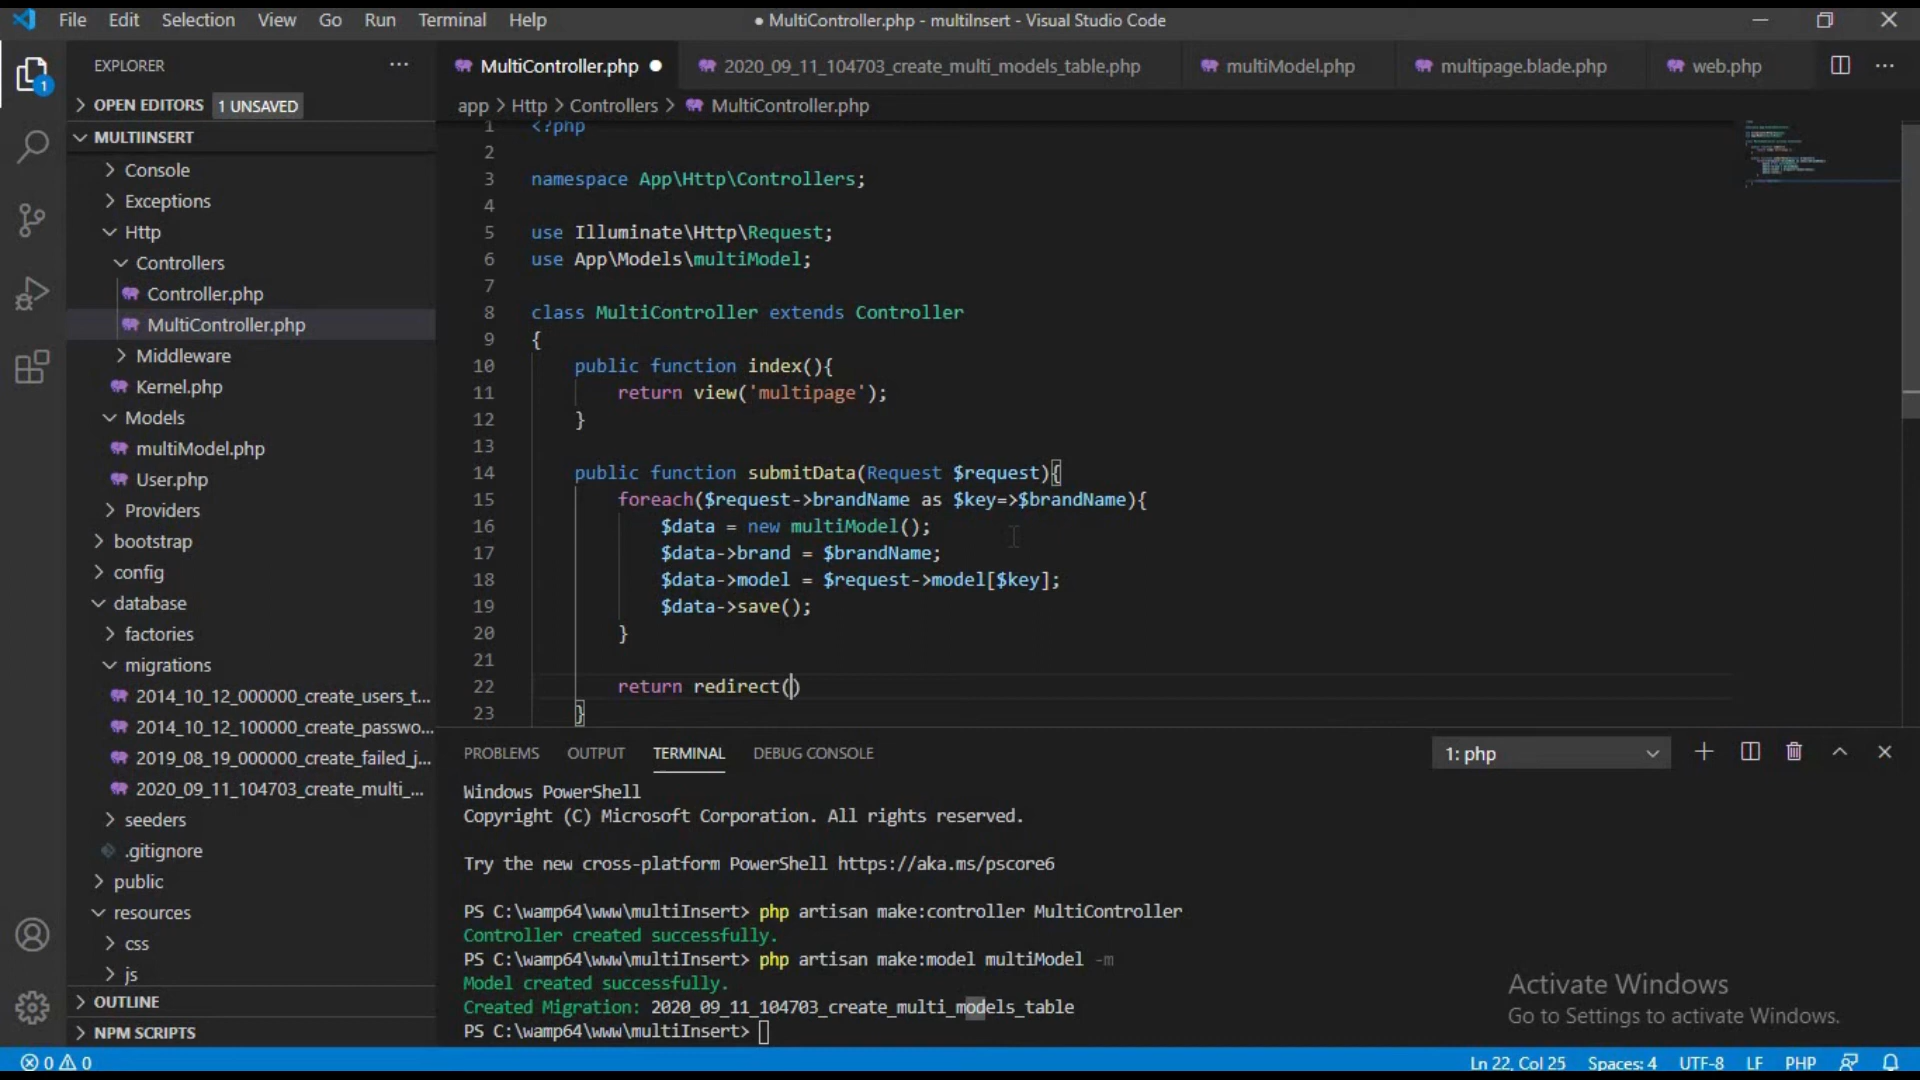 File Edit Selection View Go Run Terminal Help
● MultiController.php - multiInsert - Visual Studio Code
EXPLORER ···
1
OPEN EDITORS 1 UNSAVED
MULTIINSERT
Console
Exceptions
Http
Controllers
Controller.php
MultiController.php
Middleware
Kernel.php
Models
multiModel.php
User.php
Providers
bootstrap
config
database
factories
migrations
2014_10_12_000000_create_users_t...
2014_10_12_100000_create_passwo...
2019_08_19_000000_create_failed_j...
2020_09_11_104703_create_multi_...
seeders
.gitignore
public
resources
css
js
OUTLINE
NPM SCRIPTS
MultiController.php ● 2020_09_11_104703_create_multi_models_table.php multiModel.php multipage.blade.php web.php
app > Http > Controllers > MultiController.php
1 <?php
2
3 namespace App\Http\Controllers;
4
5 use Illuminate\Http\Request;
6 use App\Models\multiModel;
7
8 class MultiController extends Controller
9 {
10 public function index(){
11 return view('multipage');
12 }
13
14 public function submitData(Request $request){
15 foreach($request->brandName as $key=>$brandName){
16 $data = new multiModel();
17 $data->brand = $brandName;
18 $data->model = $request->model[$key];
19 $data->save();
20 }
21
22 return redirect()
23 }
PROBLEMS OUTPUT TERMINAL DEBUG CONSOLE 1: php
Windows PowerShell
Copyright (C) Microsoft Corporation. All rights reserved.
Try the new cross-platform PowerShell https://aka.ms/pscore6
PS C:\wamp64\www\multiInsert> php artisan make:controller MultiController
Controller created successfully.
PS C:\wamp64\www\multiInsert> php artisan make:model multiModel -m
Model created successfully.
Created Migration: 2020_09_11_104703_create_multi_models_table
PS C:\wamp64\www\multiInsert>
Activate Windows
Go to Settings to activate Windows.
0 0 Ln 22, Col 25 Spaces: 4 UTF-8 LF PHP